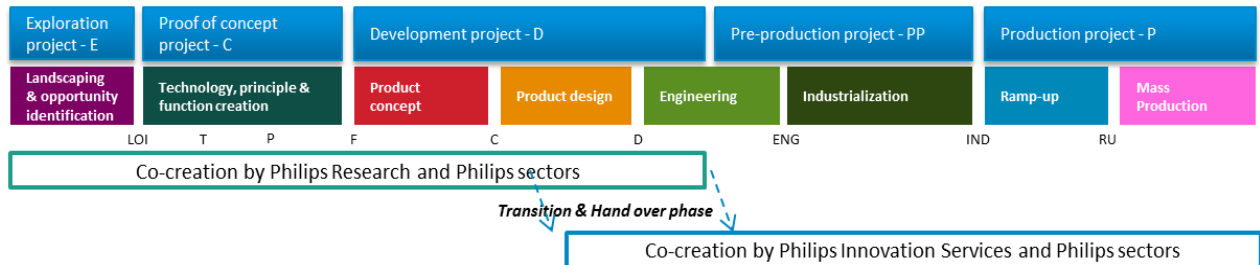 Exploration
project - E
Proof of concept
project - C
Development project - D
Pre-production project - PP
Production project - P
Landscaping
& opportunity
identification
Technology, principle &
function creation
Product
concept
Product design
Engineering
Industrialization
Ramp-up
Mass
Production
LOI T P F C D ENG IND RU
Co-creation by Philips Research and Philips sectors
Transition & Hand over phase
Co-creation by Philips Innovation Services and Philips sectors